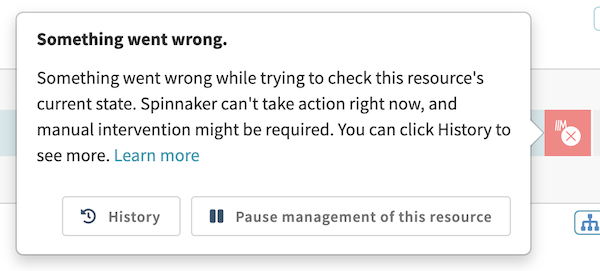 Something went wrong.
Something went wrong while trying to check this resource's
current state. Spinnaker can't take action right now, and
manual intervention might be required. You can click History to
see more. Learn more
History
Pause management of this resource